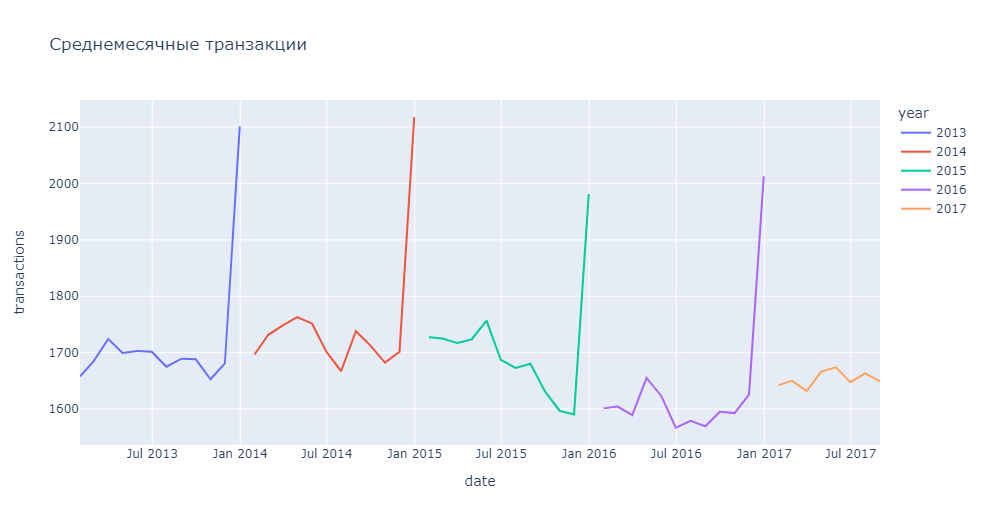 Среднемесячные транзакции
year
2013
2014
2015
2016
2017
2100
2000
1900
1800
1700
1600
transactions
Jul 2013
Jan 2014
Jul 2014
Jan 2015
Jul 2015
Jan 2016
Jul 2016
Jan 2017
Jul 2017
date